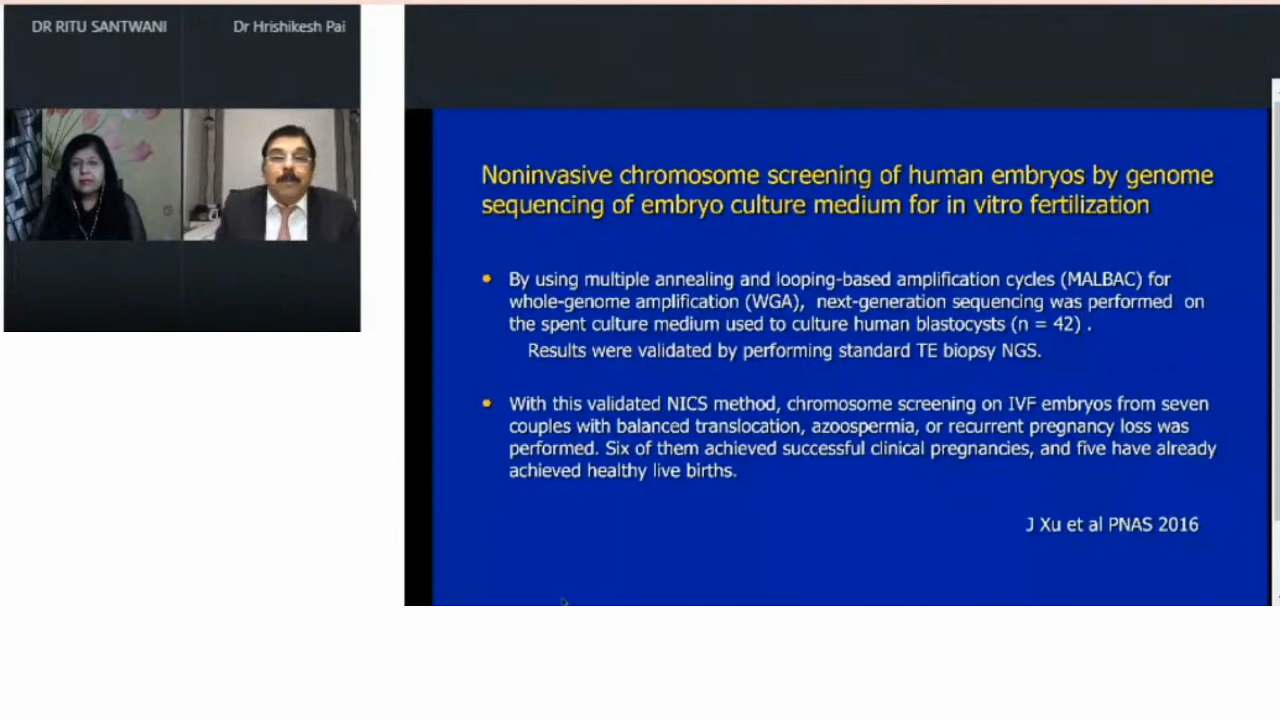 DR RITU SANTWANI
Dr Hrishikesh Pai
Noninvasive chromosome screening of human embryos by genome
sequencing of embryo culture medium for in vitro fertilization
• By using multiple annealing and looping-based amplification cycles (MALBAC) for
whole-genome amplification (WGA), next-generation sequencing was performed on
the spent culture medium used to culture human blastocysts (n = 42) .
Results were validated by performing standard TE biopsy NGS.
• With this validated NICS method, chromosome screening on IVF embryos from seven
couples with balanced translocation, azoospermia, or recurrent pregnancy loss was
performed. Six of them achieved successful clinical pregnancies, and five have already
achieved healthy live births.
J Xu et al PNAS 2016